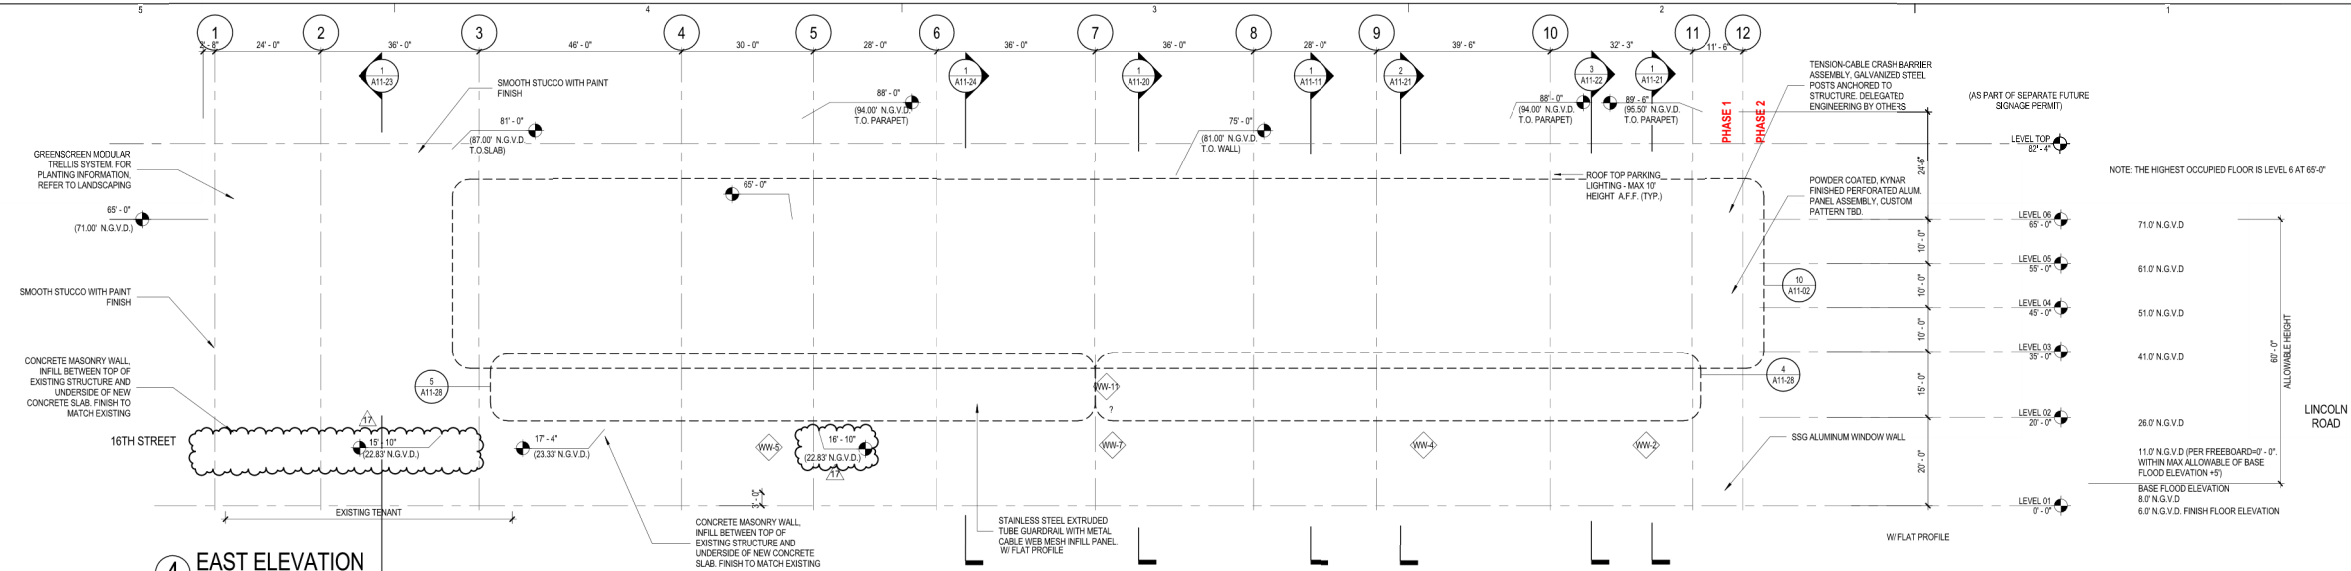 5
4
3
2
1
1
2
3
4
5
6
7
8
9
10
11
12
2' - 8"
24' - 0"
36' - 0"
46' - 0"
30' - 0"
28' - 0"
36' - 0"
36' - 0"
28' - 0"
39' - 6"
32' - 3"
11' - 6"
1
A11-23
1
A11-24
1
A11-20
1
A11-11
2
A11-21
3
A11-22
1
A11-21
SMOOTH STUCCO WITH PAINT
FINISH
81' - 0"
(87.00' N.G.V.D.
T.O.SLAB)
88' - 0"
(94.00' N.G.V.D.
T.O. PARAPET)
75' - 0"
(81.00' N.G.V.D.
T.O. WALL)
88' - 0"
(94.00' N.G.V.D.
T.O. PARAPET)
89' - 6"
(95.50' N.G.V.D.
T.O. PARAPET)
PHASE 1
PHASE 2
TENSION-CABLE CRASH BARRIER
ASSEMBLY, GALVANIZED STEEL
POSTS ANCHORED TO
STRUCTURE. DELEGATED
ENGINEERING BY OTHERS
(AS PART OF SEPARATE FUTURE
SIGNAGE PERMIT)
LEVEL TOP
82' - 4"
NOTE: THE HIGHEST OCCUPIED FLOOR IS LEVEL 6 AT 65'-0"
GREENSCREEN MODULAR
TRELLIS SYSTEM. FOR
PLANTING INFORMATION,
REFER TO LANDSCAPING
65' - 0"
(71.00' N.G.V.D.)
65' - 0"
ROOF TOP PARKING
LIGHTING - MAX 10'
HEIGHT A.F.F. (TYP.)
POWDER COATED, KYNAR
FINISHED PERFORATED ALUM.
PANEL ASSEMBLY, CUSTOM
PATTERN TBD.
24'-6"
LEVEL 06
65' - 0"
71.0' N.G.V.D
10' - 0"
LEVEL 05
55' - 0"
61.0' N.G.V.D
10' - 0"
LEVEL 04
45' - 0"
51.0' N.G.V.D
10' - 0"
LEVEL 03
35' - 0"
41.0' N.G.V.D
15' - 0"
LEVEL 02
20' - 0"
26.0' N.G.V.D
20' - 0"
60' - 0"
ALLOWABLE HEIGHT
LINCOLN
ROAD
10
A11-02
SMOOTH STUCCO WITH PAINT
FINISH
CONCRETE MASONRY WALL,
INFILL BETWEEN TOP OF
EXISTING STRUCTURE AND
UNDERSIDE OF NEW
CONCRETE SLAB. FINISH TO
MATCH EXISTING
5
A11-28
4
A11-28
WW-11
?
17
16TH STREET
15' - 10"
(22.83' N.G.V.D.)
17' - 4"
(23.33' N.G.V.D.)
WW-5
16' - 10"
(22.83' N.G.V.D.)
17
WW-7
WW-4
WW-2
SSG ALUMINUM WINDOW WALL
11.0' N.G.V.D (PER FREEBOARD=0' - 0".
WITHIN MAX ALLOWABLE OF BASE
FLOOD ELEVATION +5')
BASE FLOOD ELEVATION
8.0' N.G.V.D
LEVEL 01
0' - 0"
6.0' N.G.V.D. FINISH FLOOR ELEVATION
3' - 0"
EXISTING TENANT
CONCRETE MASONRY WALL,
INFILL BETWEEN TOP OF
EXISTING STRUCTURE AND
UNDERSIDE OF NEW CONCRETE
SLAB. FINISH TO MATCH EXISTING
STAINLESS STEEL EXTRUDED
TUBE GUARDRAIL WITH METAL
CABLE WEB MESH INFILL PANEL.
W/ FLAT PROFILE
W/ FLAT PROFILE
4
EAST ELEVATION